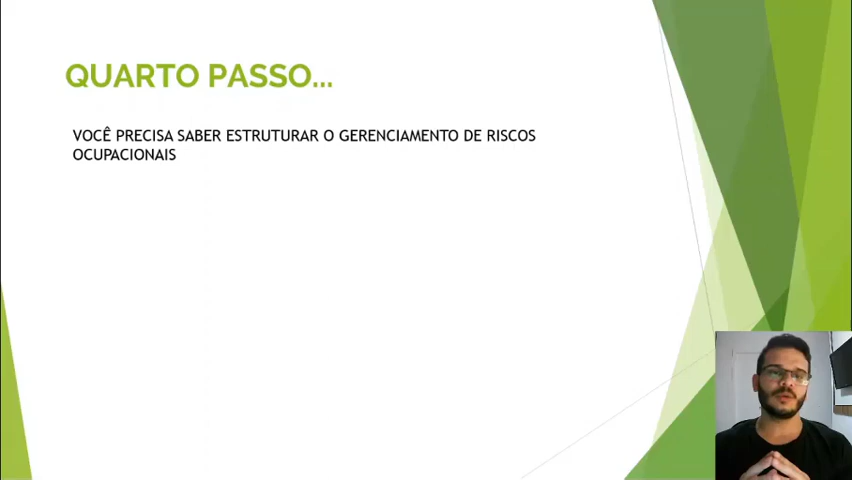 QUARTO PASSO...
VOCÊ PRECISA SABER ESTRUTURAR O GERENCIAMENTO DE RISCOS
OCUPACIONAIS